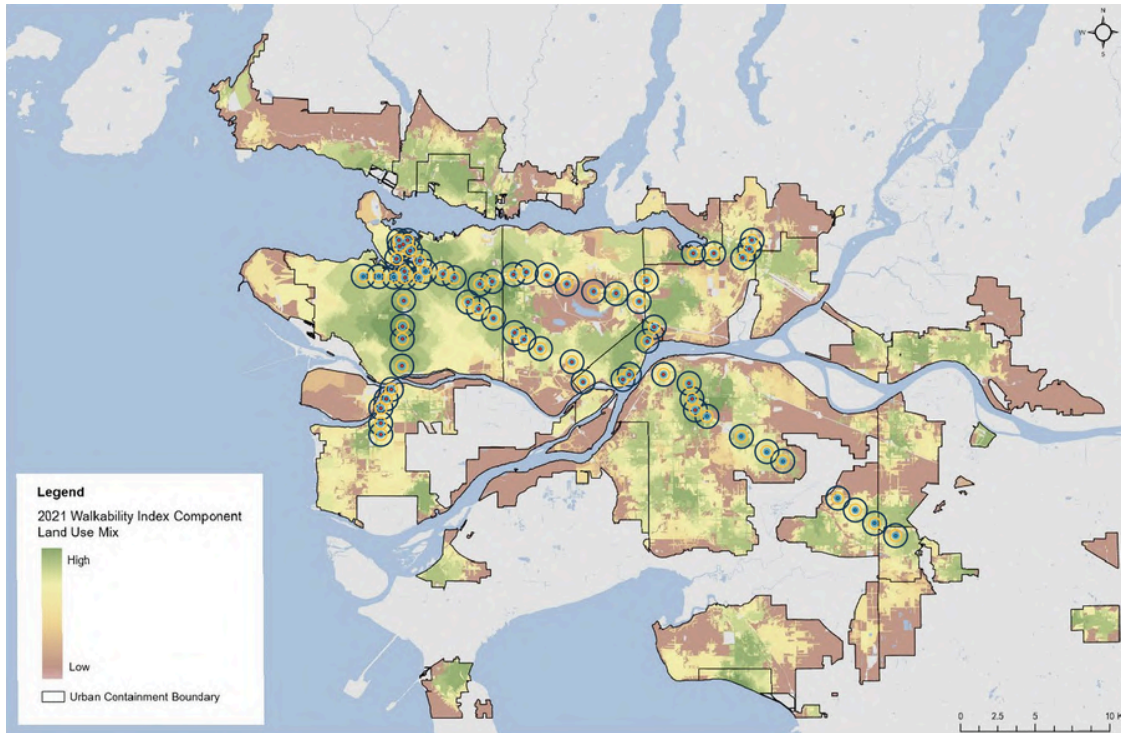 N
W
S
Legend
2021 Walkability Index Component
Land Use Mix
High
Low
Urban Containment Boundary
0 2.5 5 10 K